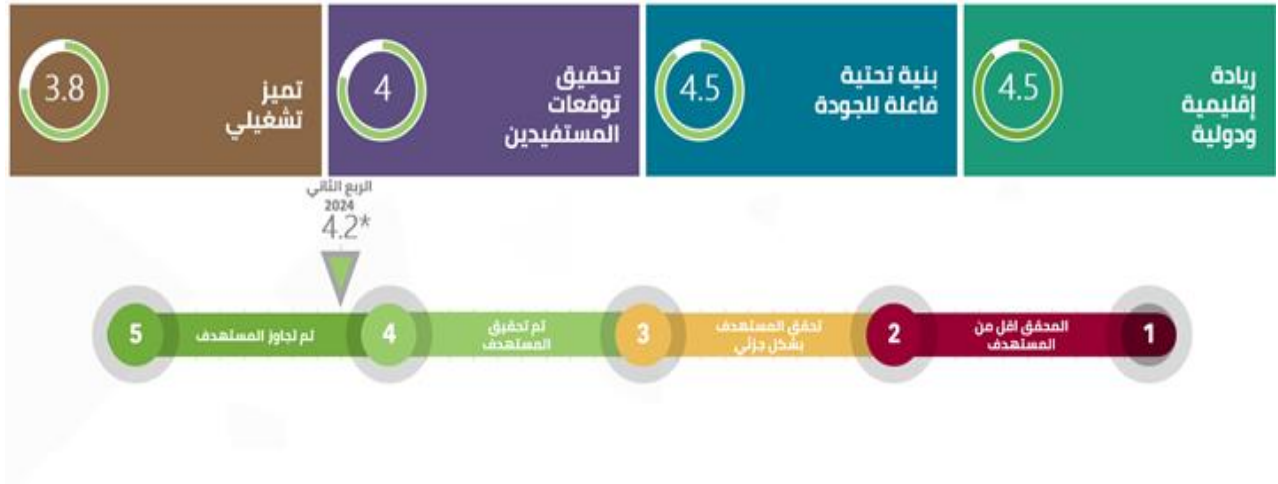 ريادة
إقليمية
ودولية
4.5
بنية تحتية
فاعلة للجودة
4.5
تحقيق
توقعات
المستفيدين
4
تميز
تشغيلي
3.8
الربع الثاني
2024
4.2*
1
المحقق اقل من
المستهدف
2
تحقق المستهدف
بشكل جزئي
3
تم تحقيق
المستهدف
4
تم تجاوز المستهدف
5